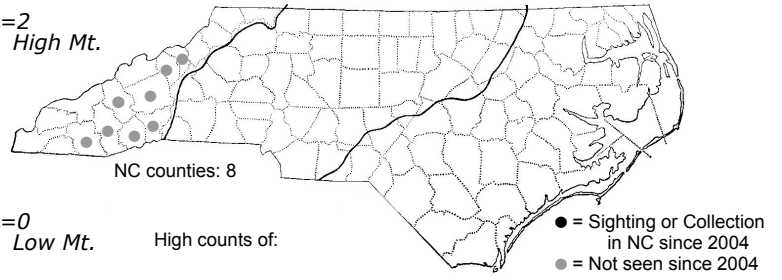 =2
High Mt.
NC counties: 8
=0
Low Mt.
High counts of:
● = Sighting or Collection
in NC since 2004
● = Not seen since 2004